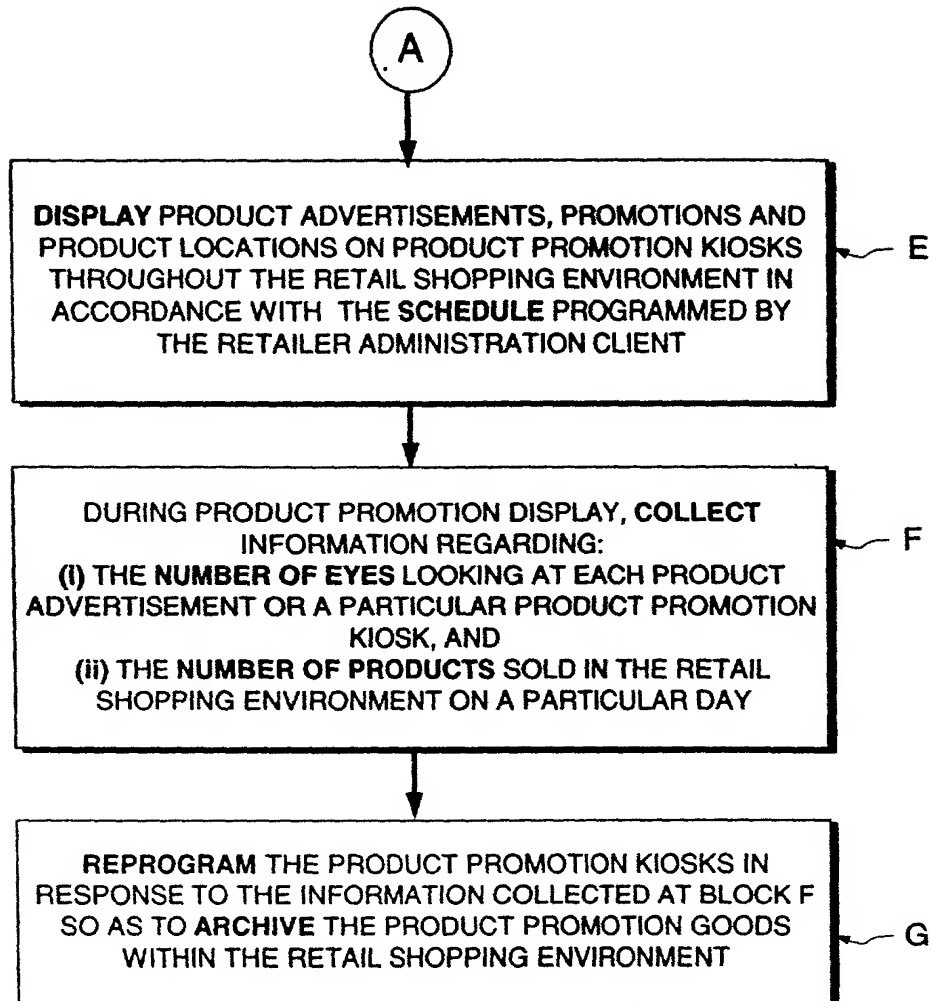 A
DISPLAY PRODUCT ADVERTISEMENTS, PROMOTIONS AND
PRODUCT LOCATIONS ON PRODUCT PROMOTION KIOSKS
THROUGHOUT THE RETAIL SHOPPING ENVIRONMENT IN
ACCORDANCE WITH THE SCHEDULE PROGRAMMED BY
THE RETAILER ADMINISTRATION CLIENT
E
DURING PRODUCT PROMOTION DISPLAY, COLLECT
INFORMATION REGARDING:
(i) THE NUMBER OF EYES LOOKING AT EACH PRODUCT
ADVERTISEMENT OR A PARTICULAR PRODUCT PROMOTION
KIOSK, AND
(ii) THE NUMBER OF PRODUCTS SOLD IN THE RETAIL
SHOPPING ENVIRONMENT ON A PARTICULAR DAY
F
REPROGRAM THE PRODUCT PROMOTION KIOSKS IN
RESPONSE TO THE INFORMATION COLLECTED AT BLOCK F
SO AS TO ARCHIVE THE PRODUCT PROMOTION GOODS
WITHIN THE RETAIL SHOPPING ENVIRONMENT
G